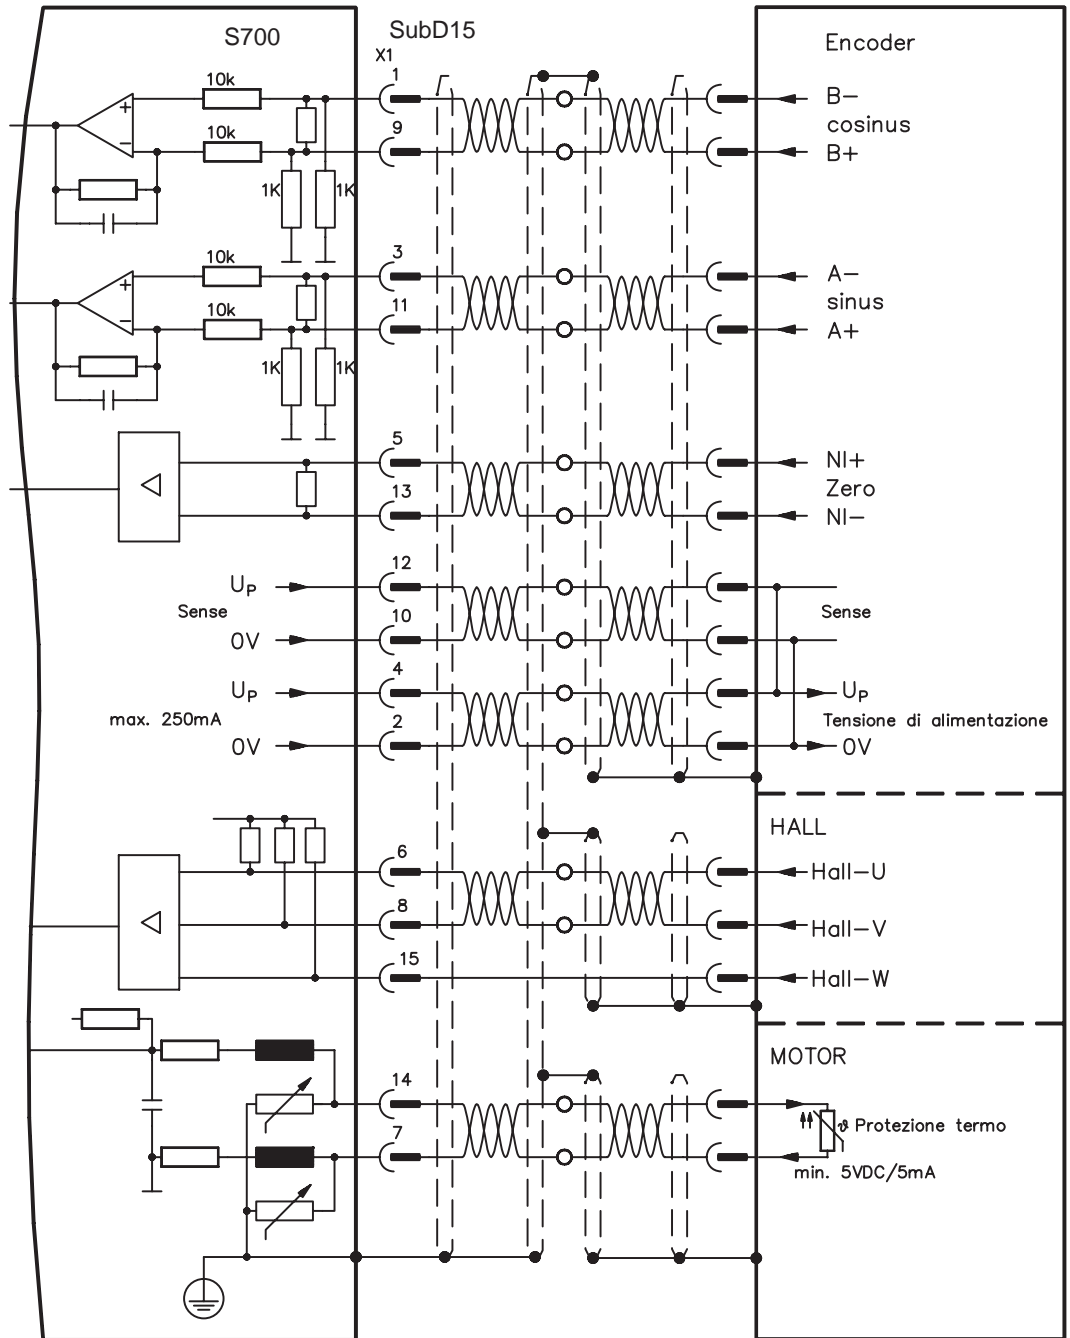 S700
SubD15
Encoder
X1
10k
1
B−
cosinus
10k
9
B+
1K
1K
10k
3
A−
sinus
10k
11
A+
1K
1K
5
NI+
Zero
13
NI−
UP
12
Sense
Sense
0V
10
UP
4
UP
max. 250mA
Tensione di alimentazione
0V
2
0V
HALL
6
Hall−U
8
Hall−V
15
Hall−W
MOTOR
14
ϑ Protezione termo
7
min. 5VDC/5mA